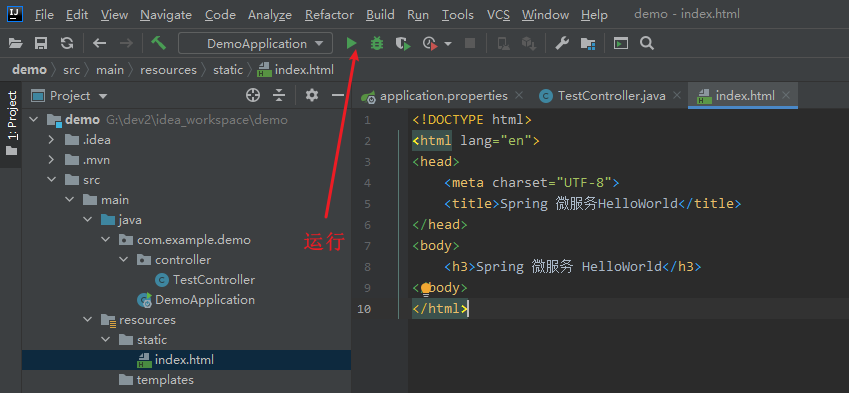 IJ File Edit View Navigate Code Analyze Refactor Build Run Tools VCS Window Help demo - index.html
DemoApplication
demo src main resources static index.html
1: Project
Project
application.properties TestController.java index.html
demo G:\dev2\idea_workspace\demo
.idea
.mvn
src
main
java
com.example.demo
controller
TestController
DemoApplication
resources
static
index.html
templates
运行
1 <!DOCTYPE html>
2 <html lang="en">
3 <head>
4 <meta charset="UTF-8">
5 <title>Spring 微服务HelloWorld</title>
6 </head>
7 <body>
8 <h3>Spring 微服务 HelloWorld</h3>
9 < body>
10 </html>